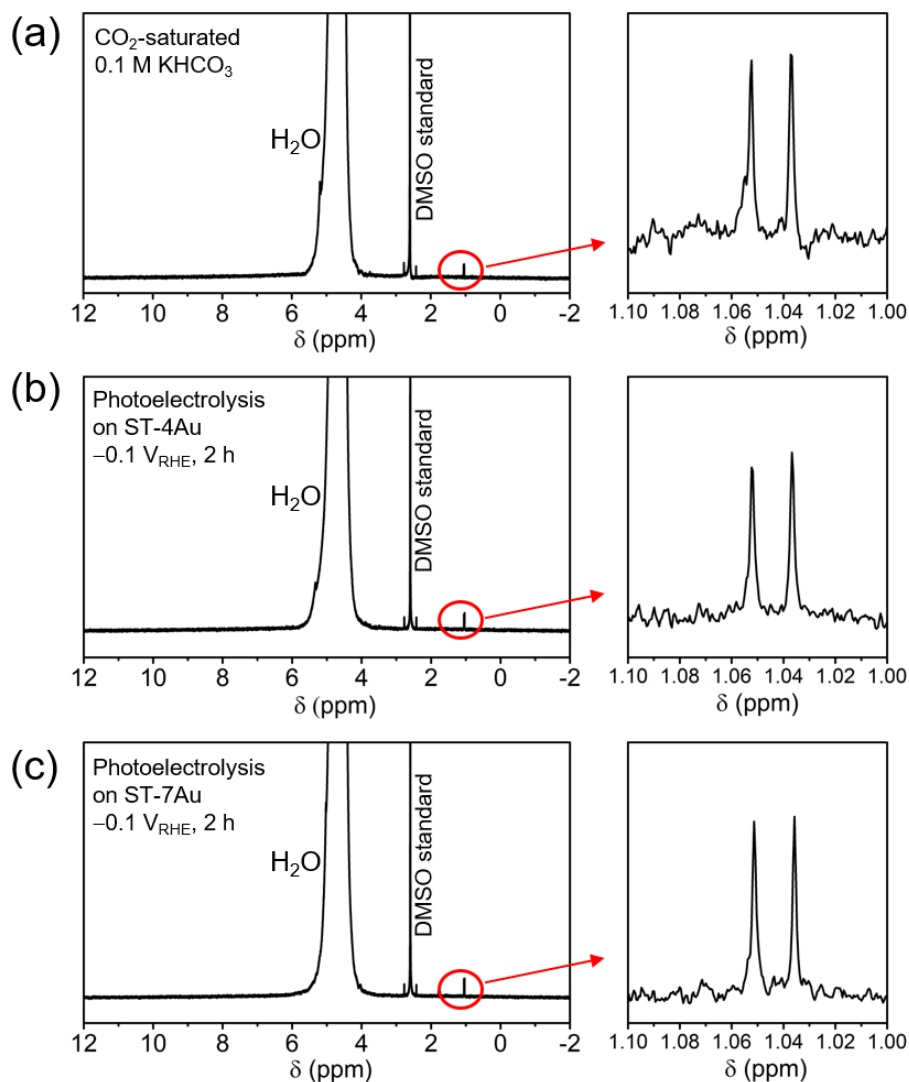 (a)
CO₂-saturated
0.1 M KHCO₃
H₂O
DMSO standard
12 10 8 6 4 2 0 -2
δ (ppm)
1.10 1.08 1.06 1.04 1.02 1.00
δ (ppm)
(b)
Photoelectrolysis
on ST-4Au
−0.1 V_RHE, 2 h
H₂O
DMSO standard
12 10 8 6 4 2 0 -2
δ (ppm)
1.10 1.08 1.06 1.04 1.02 1.00
δ (ppm)
(c)
Photoelectrolysis
on ST-7Au
−0.1 V_RHE, 2 h
H₂O
DMSO standard
12 10 8 6 4 2 0 -2
δ (ppm)
1.10 1.08 1.06 1.04 1.02 1.00
δ (ppm)